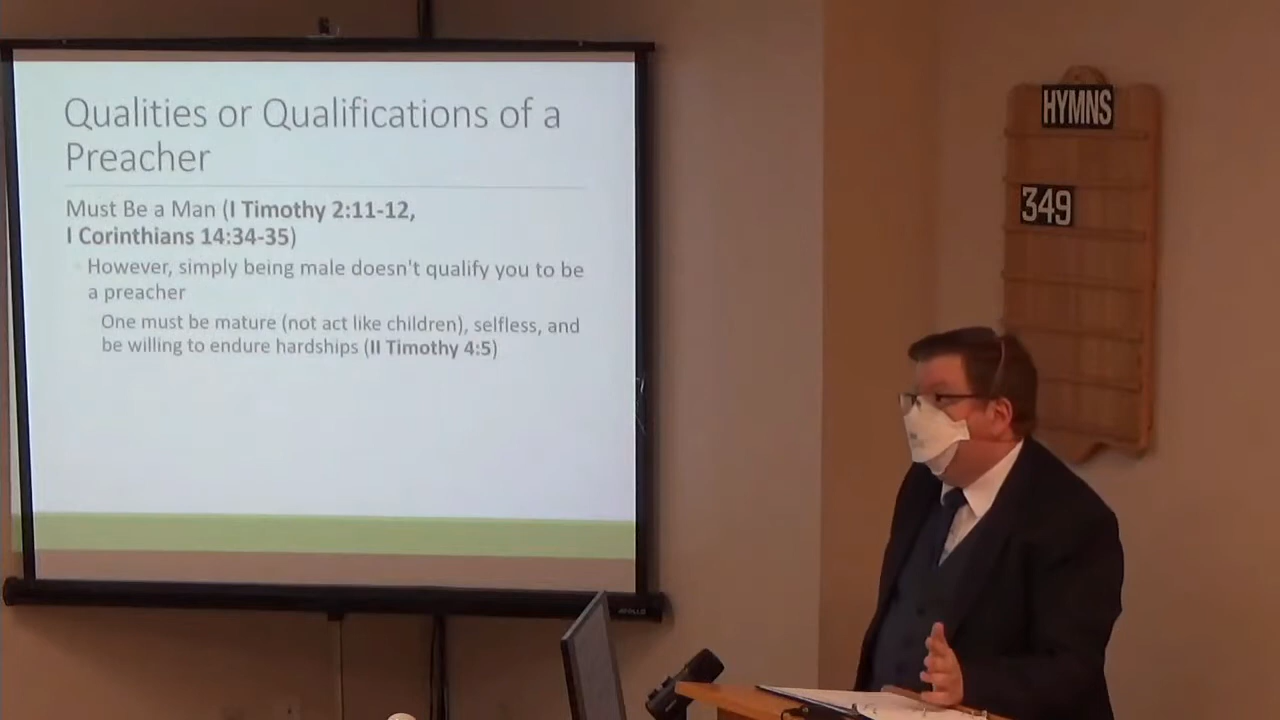 Qualities or Qualifications of a
Preacher
Must Be a Man (I Timothy 2:11-12,
I Corinthians 14:34-35)
However, simply being male doesn't qualify you to be
a preacher
One must be mature (not act like children), selfless, and
be willing to endure hardships (II Timothy 4:5)
HYMNS
349
APOLLO